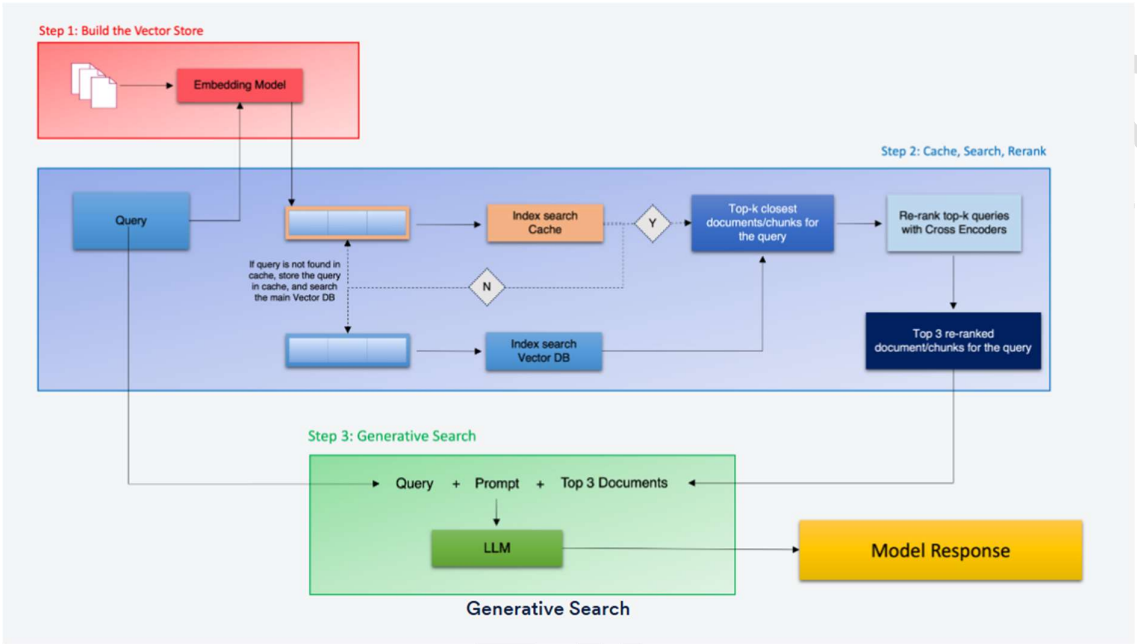 Step 1: Build the Vector Store
Embedding Model
Step 2: Cache, Search, Rerank
Query
Index search
Cache
Y
Top-k closest
documents/chunks for
the query
Re-rank top-k queries
with Cross Encoders
If query is not found in
cache, store the query
in cache, and search
the main Vector DB
N
Index search
Vector DB
Top 3 re-ranked
document/chunks for the query
Step 3: Generative Search
Query + Prompt + Top 3 Documents
LLM
Model Response
Generative Search